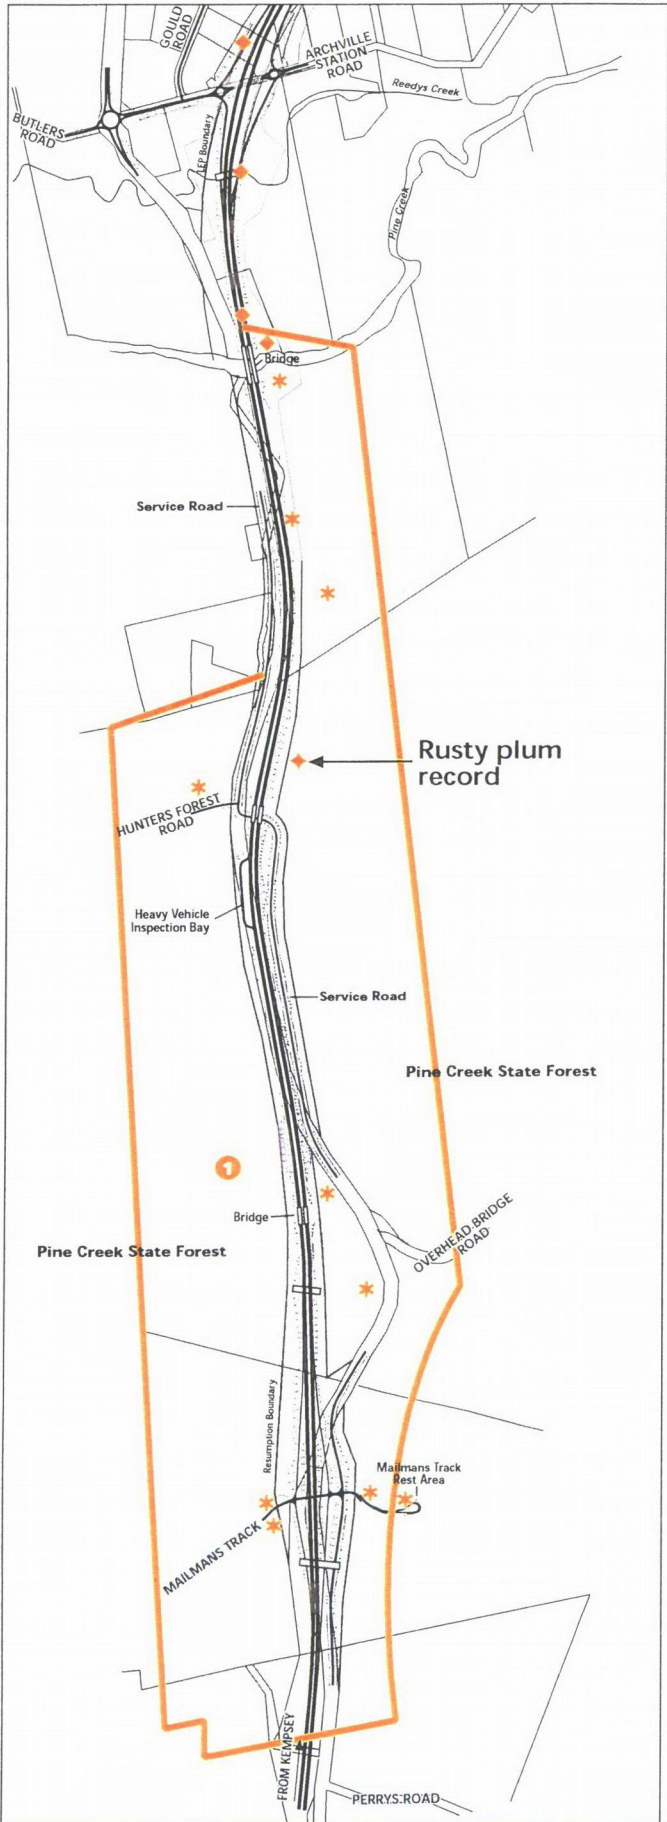 GOULD
ROAD
ARCHVILLE
STATION
ROAD
Reedys Creek
BUTLERS
ROAD
LEP Boundary
Pine Creek
Bridge
Service Road
Rusty plum
record
HUNTERS FOREST
ROAD
Heavy Vehicle
Inspection Bay
Service Road
Pine Creek State Forest
1
Bridge
OVERHEAD BRIDGE
ROAD
Pine Creek State Forest
Resumption Boundary
Mailmans Track
Rest Area
MAILMANS TRACK
FROM KEMPSEY
PERRYS ROAD